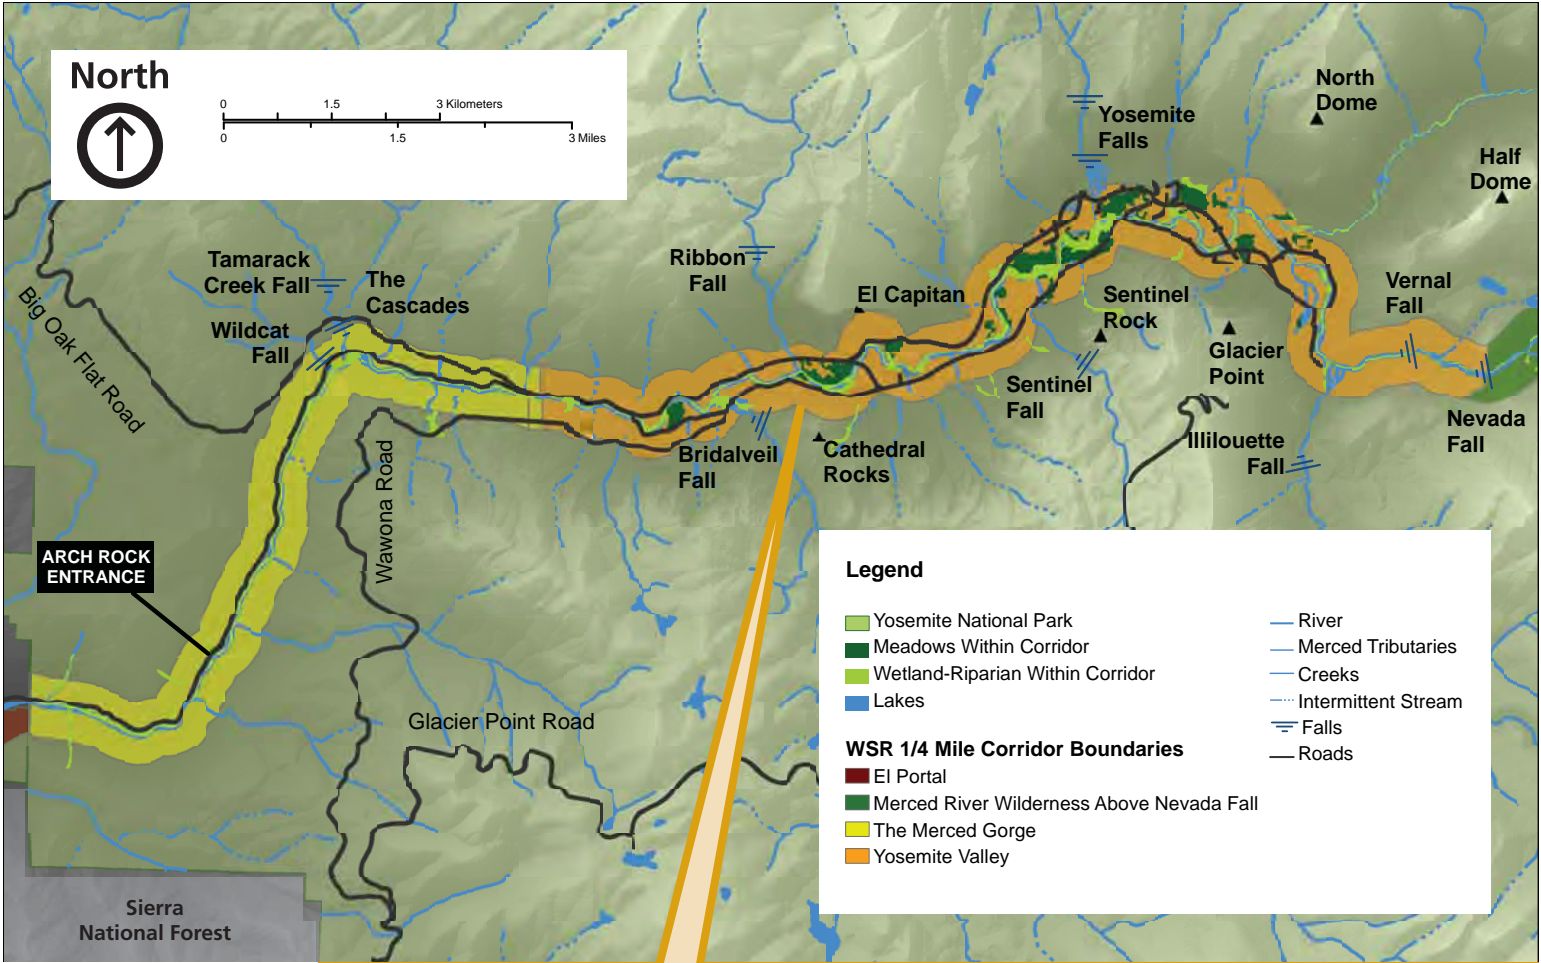 North
0 1.5 3 Kilometers
0 1.5 3 Miles
North
Dome
Yosemite
Falls
Half
Dome
Tamarack
Creek Fall
The
Cascades
Ribbon
Fall
El Capitan
Vernal
Fall
Sentinel
Rock
Wildcat
Fall
Big Oak Flat Road
Glacier
Point
Sentinel
Fall
Nevada
Fall
Bridalveil
Fall
Cathedral
Rocks
Illilouette
Fall
Wawona Road
ARCH ROCK
ENTRANCE
Glacier Point Road
Sierra
National Forest
Legend
Yosemite National Park
Meadows Within Corridor
Wetland-Riparian Within Corridor
Lakes
WSR 1/4 Mile Corridor Boundaries
El Portal
Merced River Wilderness Above Nevada Fall
The Merced Gorge
Yosemite Valley
River
Merced Tributaries
Creeks
Intermittent Stream
Falls
Roads